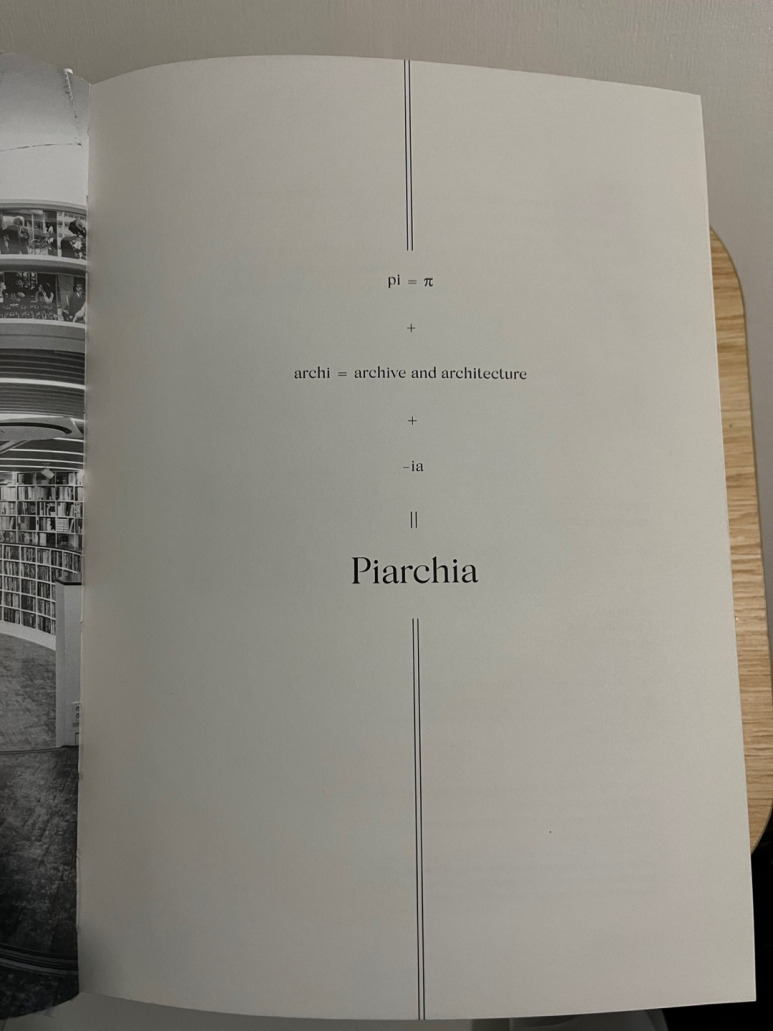 pi = π
+
archi = archive and architecture
+
-ia
||
Piarchia